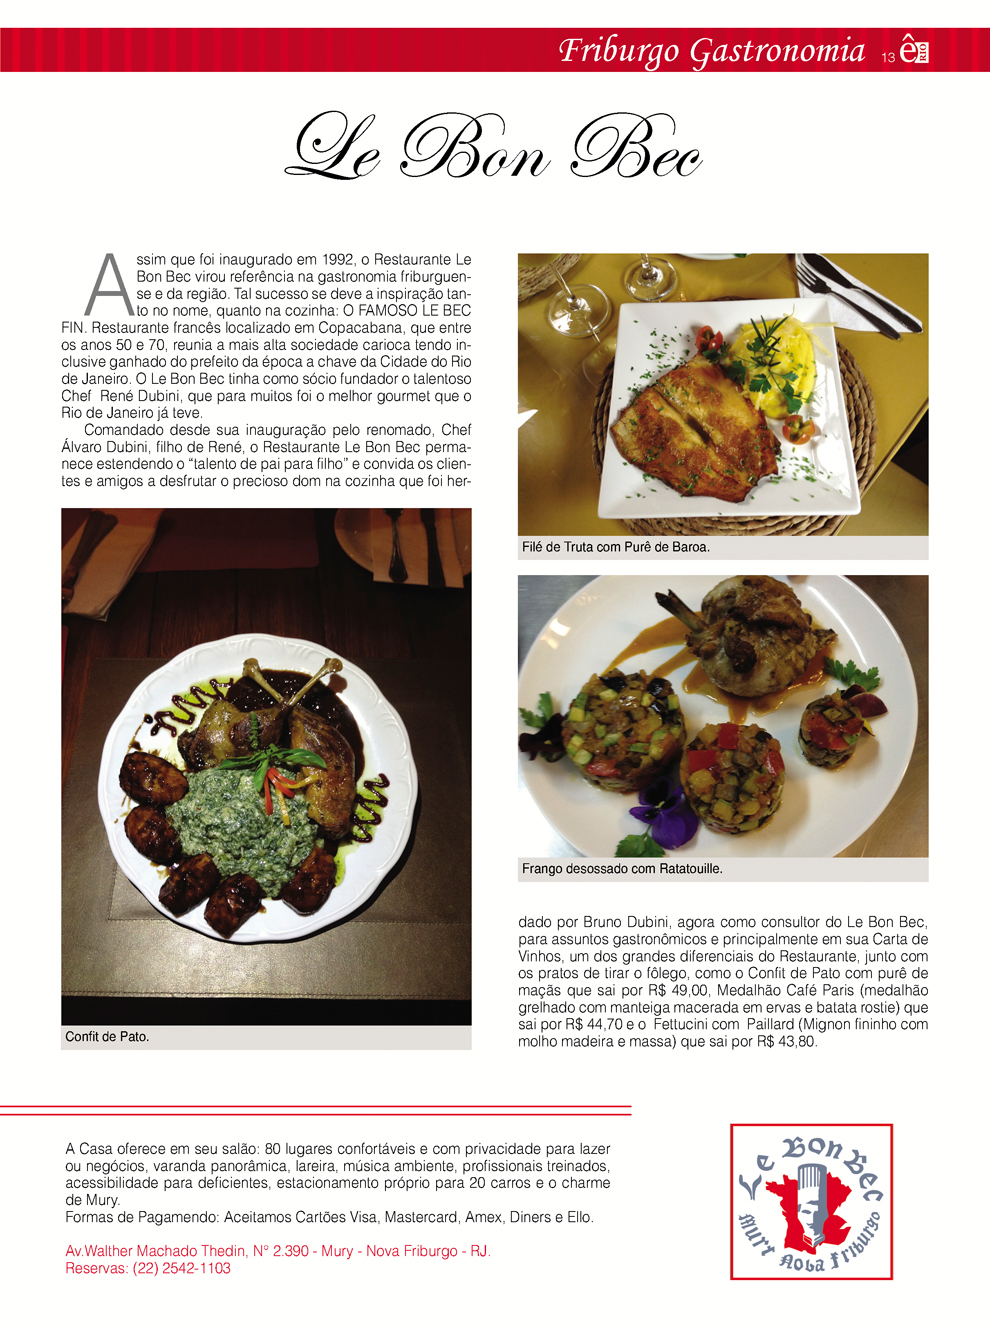 Friburgo Gastronomia 13 ê RIO
Le Bon Bec
Assim que foi inaugurado em 1992, o Restaurante Le
Bon Bec virou referência na gastronomia friburguen-
se e da região. Tal sucesso se deve a inspiração tan-
to no nome, quanto na cozinha: O FAMOSO LE BEC
FIN. Restaurante francês localizado em Copacabana, que entre
os anos 50 e 70, reunia a mais alta sociedade carioca tendo in-
clusive ganhado do prefeito da época a chave da Cidade do Rio
de Janeiro. O Le Bon Bec tinha como sócio fundador o talentoso
Chef René Dubini, que para muitos foi o melhor gourmet que o
Rio de Janeiro já teve.
Comandado desde sua inauguração pelo renomado, Chef
Álvaro Dubini, filho de René, o Restaurante Le Bon Bec perma-
nece estendendo o “talento de pai para filho” e convida os clien-
tes e amigos a desfrutar o precioso dom na cozinha que foi her-
Confit de Pato.
Filé de Truta com Purê de Baroa.
Frango desossado com Ratatouille.
dado por Bruno Dubini, agora como consultor do Le Bon Bec,
para assuntos gastronômicos e principalmente em sua Carta de
Vinhos, um dos grandes diferenciais do Restaurante, junto com
os pratos de tirar o fôlego, como o Confit de Pato com purê de
maçãs que sai por R$ 49,00, Medalhão Café Paris (medalhão
grelhado com manteiga macerada em ervas e batata rostie) que
sai por R$ 44,70 e o Fettucini com Paillard (Mignon fininho com
molho madeira e massa) que sai por R$ 43,80.
A Casa oferece em seu salão: 80 lugares confortáveis e com privacidade para lazer
ou negócios, varanda panorâmica, lareira, música ambiente, profissionais treinados,
acessibilidade para deficientes, estacionamento próprio para 20 carros e o charme
de Mury.
Formas de Pagamendo: Aceitamos Cartões Visa, Mastercard, Amex, Diners e Ello.
Av.Walther Machado Thedin, N° 2.390 - Mury - Nova Friburgo - RJ.
Reservas: (22) 2542-1103
Le Bon Bec
Mury Nova Friburgo